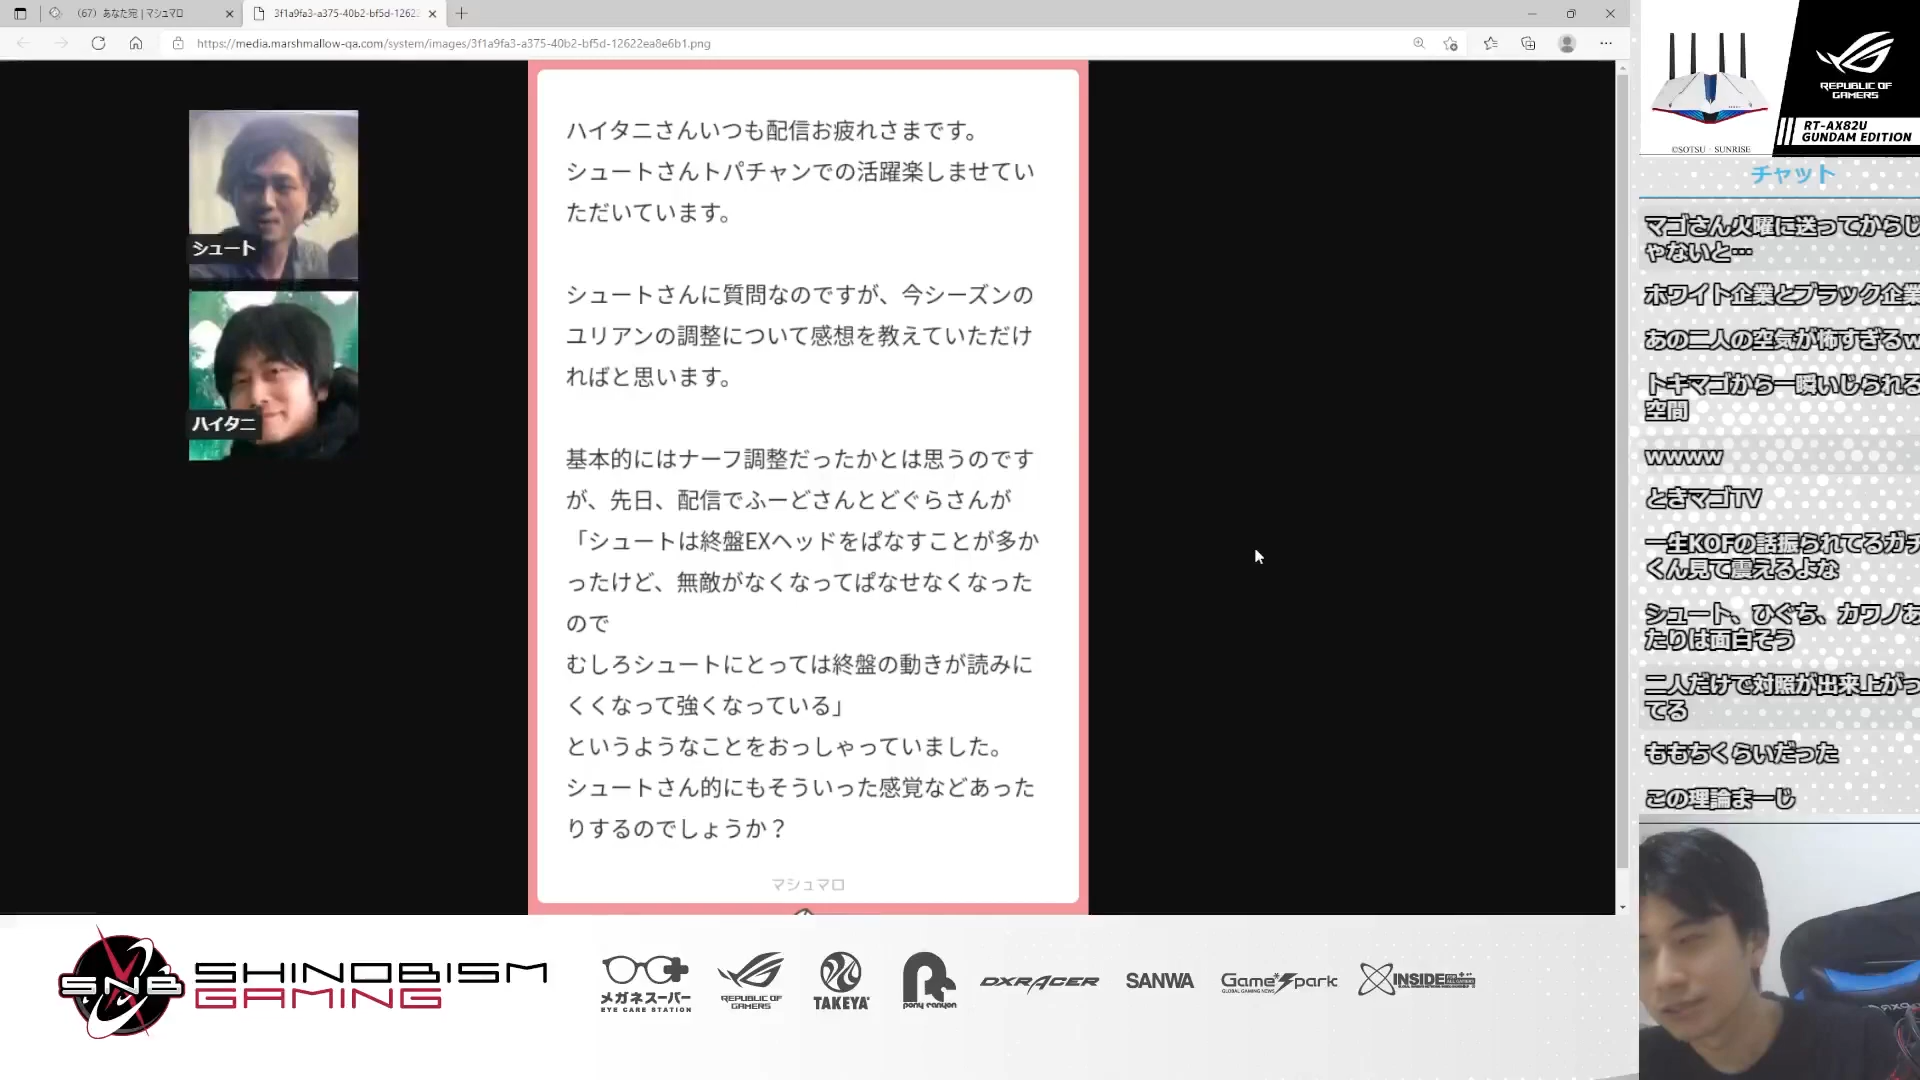 (67) あなた宛 | マシュマロ
3f1a9fa3-a375-40b2-bf5d-1262
https://media.marshmallow-qa.com/system/images/3f1a9fa3-a375-40b2-bf5d-12622ea8e6b1.png
シュート
ハイタニ
ハイタニさんいつも配信お疲れさまです。
シュートさんトパチャンでの活躍楽しませてい
ただいています。
シュートさんに質問なのですが、今シーズンの
ユリアンの調整について感想を教えていただけ
ればと思います。
基本的にはナーフ調整だったかとは思うのです
が、先日、配信でふーどさんとどぐらさんが
「シュートは終盤EXヘッドをぱなすことが多か
ったけど、無敵がなくなってぱなせなくなった
ので
むしろシュートにとっては終盤の動きが読みに
くくなって強くなっている」
というようなことをおっしゃっていました。
シュートさん的にもそういった感覚などあった
りするのでしょうか？
マシュマロ
REPUBLIC OF
GAMERS
RT-AX82U
GUNDAM EDITION
©SOTSU・SUNRISE
チャット
マゴさん火曜に送ってからじ
ゃないと…
ホワイト企業とブラック企業
あの二人の空気が怖すぎるw
トキマゴから一瞬いじられる
空間
wwww
ときマゴTV
一生KOFの話振られてるガチ
くん見て震えるよな
シュート、ひぐち、カワノあ
たりは面白そう
二人だけで対照が出来上がっ
てる
ももちくらいだった
この理論まーじ
SNB
SHINOBISM
GAMING
メガネスーパー
EYE CARE STATION
REPUBLIC OF
GAMERS
TAKEYA
pony canyon
DXRACER
SANWA
Game*Spark
GLOBAL GAMING NEWS
INSIDE